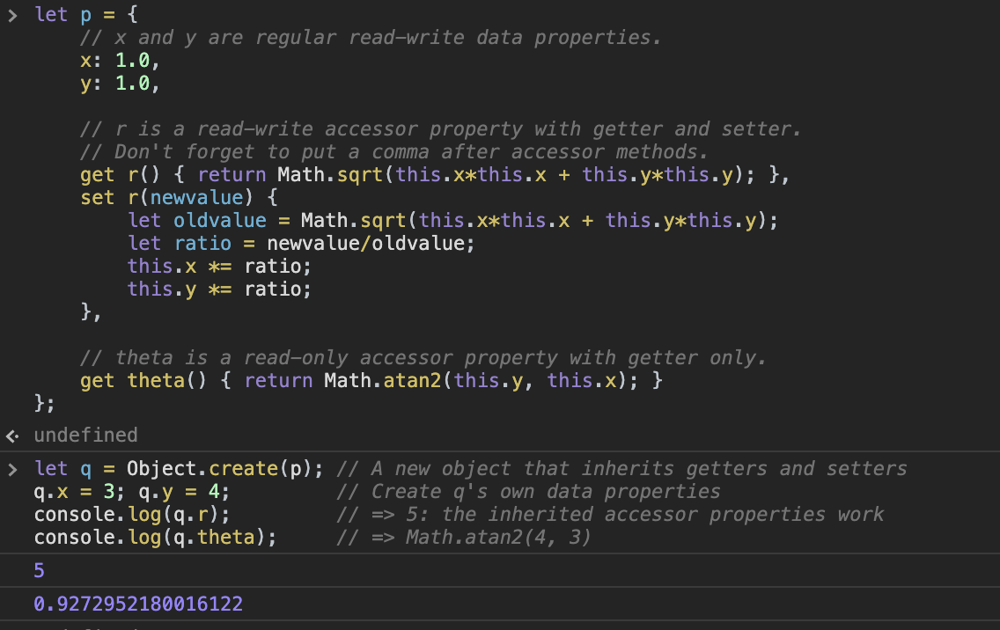 let p = {
// x and y are regular read-write data properties.
x: 1.0,
y: 1.0,
// r is a read-write accessor property with getter and setter.
// Don't forget to put a comma after accessor methods.
get r() { return Math.sqrt(this.x*this.x + this.y*this.y); },
set r(newvalue) {
let oldvalue = Math.sqrt(this.x*this.x + this.y*this.y);
let ratio = newvalue/oldvalue;
this.x *= ratio;
this.y *= ratio;
},
// theta is a read-only accessor property with getter only.
get theta() { return Math.atan2(this.y, this.x); }
};
undefined
let q = Object.create(p); // A new object that inherits getters and setters
q.x = 3; q.y = 4; // Create q's own data properties
console.log(q.r); // => 5: the inherited accessor properties work
console.log(q.theta); // => Math.atan2(4, 3)
5
0.9272952180016122